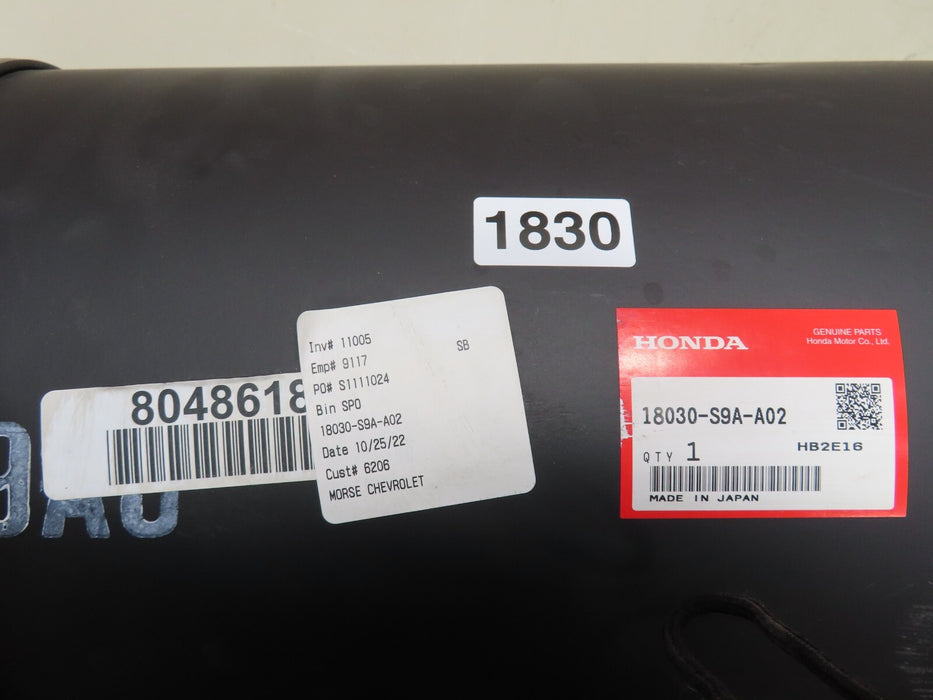 1830
Inv# 11005 SB
Emp# 9117
PO# S1111024
Bin SPO
18030-S9A-A02
Date 10/25/22
Cust# 6206
MORSE CHEVROLET
8048618
HONDA
GENUINE PARTS
Honda Motor Co., Ltd.
18030-S9A-A02
QTY 1
HB2E16
MADE IN JAPAN